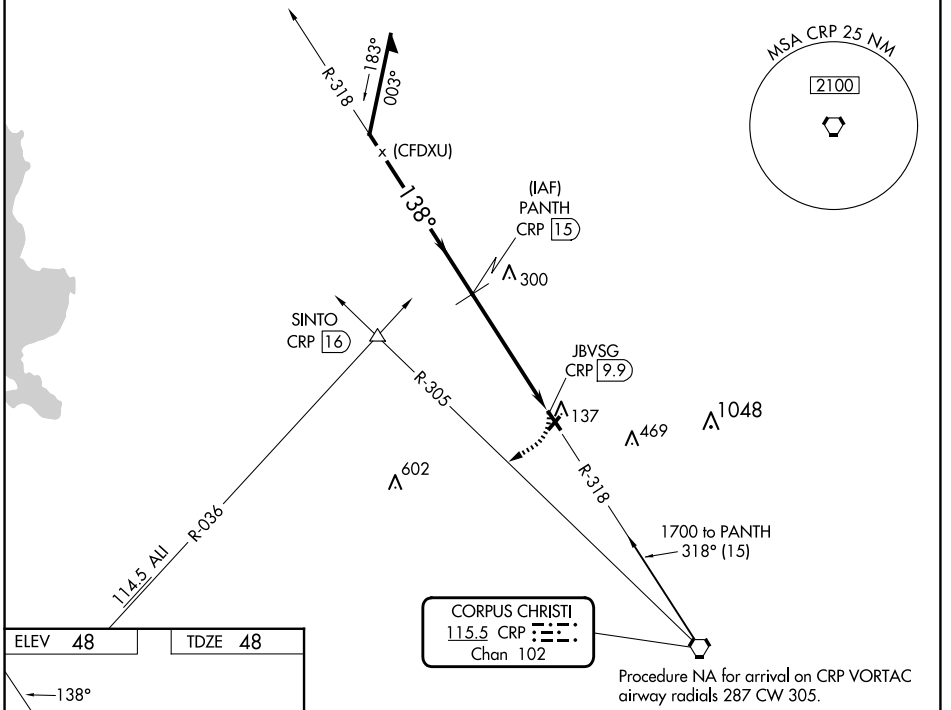 MSA CRP 25 NM
2100
R-318
183°
003°
x (CFDXU)
138°
(IAF)
PANTH
CRP 15
300
SINTO
CRP 16
JBVSG
CRP 9.9
R-305
137
469
1048
602
R-318
R-036
1700 to PANTH
318° (15)
114.5 ALI
CORPUS CHRISTI
115.5 CRP
Chan 102
ELEV 48
TDZE 48
138°
Procedure NA for arrival on CRP VORTAC
airway radials 287 CW 305.